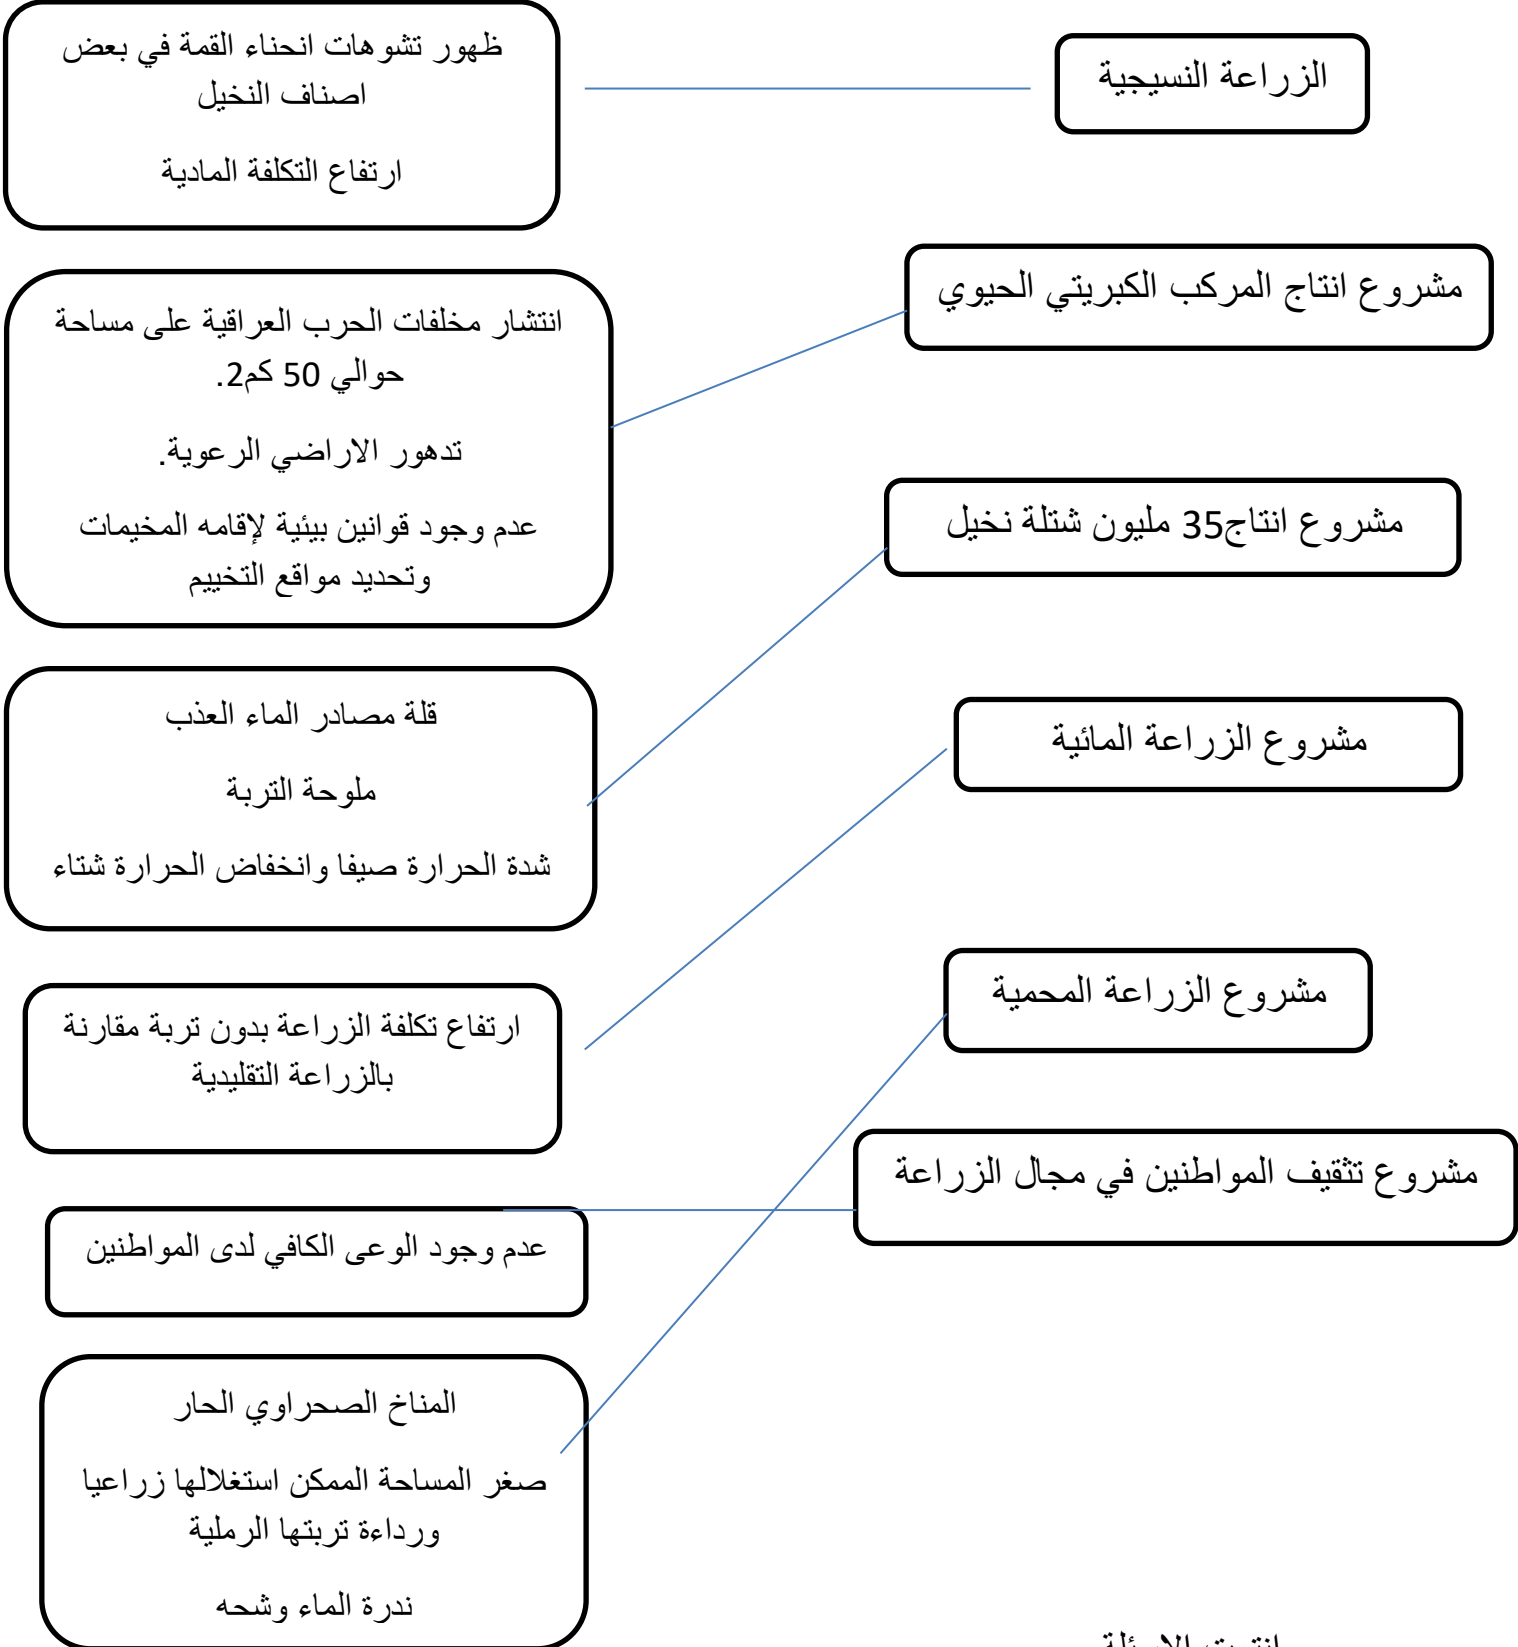 الزراعة النسيجية
ظهور تشوهات انحناء القمة في بعض
اصناف النخيل
ارتفاع التكلفة المادية
مشروع انتاج المركب الكبريتي الحيوي
انتشار مخلفات الحرب العراقية على مساحة
حوالي 50 كم2.
تدهور الاراضي الرعوية.
عدم وجود قوانين بيئية لإقامه المخيمات
وتحديد مواقع التخييم
مشروع انتاج35 مليون شتلة نخيل
قلة مصادر الماء العذب
ملوحة التربة
شدة الحرارة صيفا وانخفاض الحرارة شتاء
مشروع الزراعة المائية
ارتفاع تكلفة الزراعة بدون تربة مقارنة
بالزراعة التقليدية
مشروع الزراعة المحمية
مشروع تثقيف المواطنين في مجال الزراعة
عدم وجود الوعى الكافي لدى المواطنين
المناخ الصحراوي الحار
صغر المساحة الممكن استغلالها زراعيا
ورداءة تربتها الرملية
ندرة الماء وشحه
انتهت الاسئلة